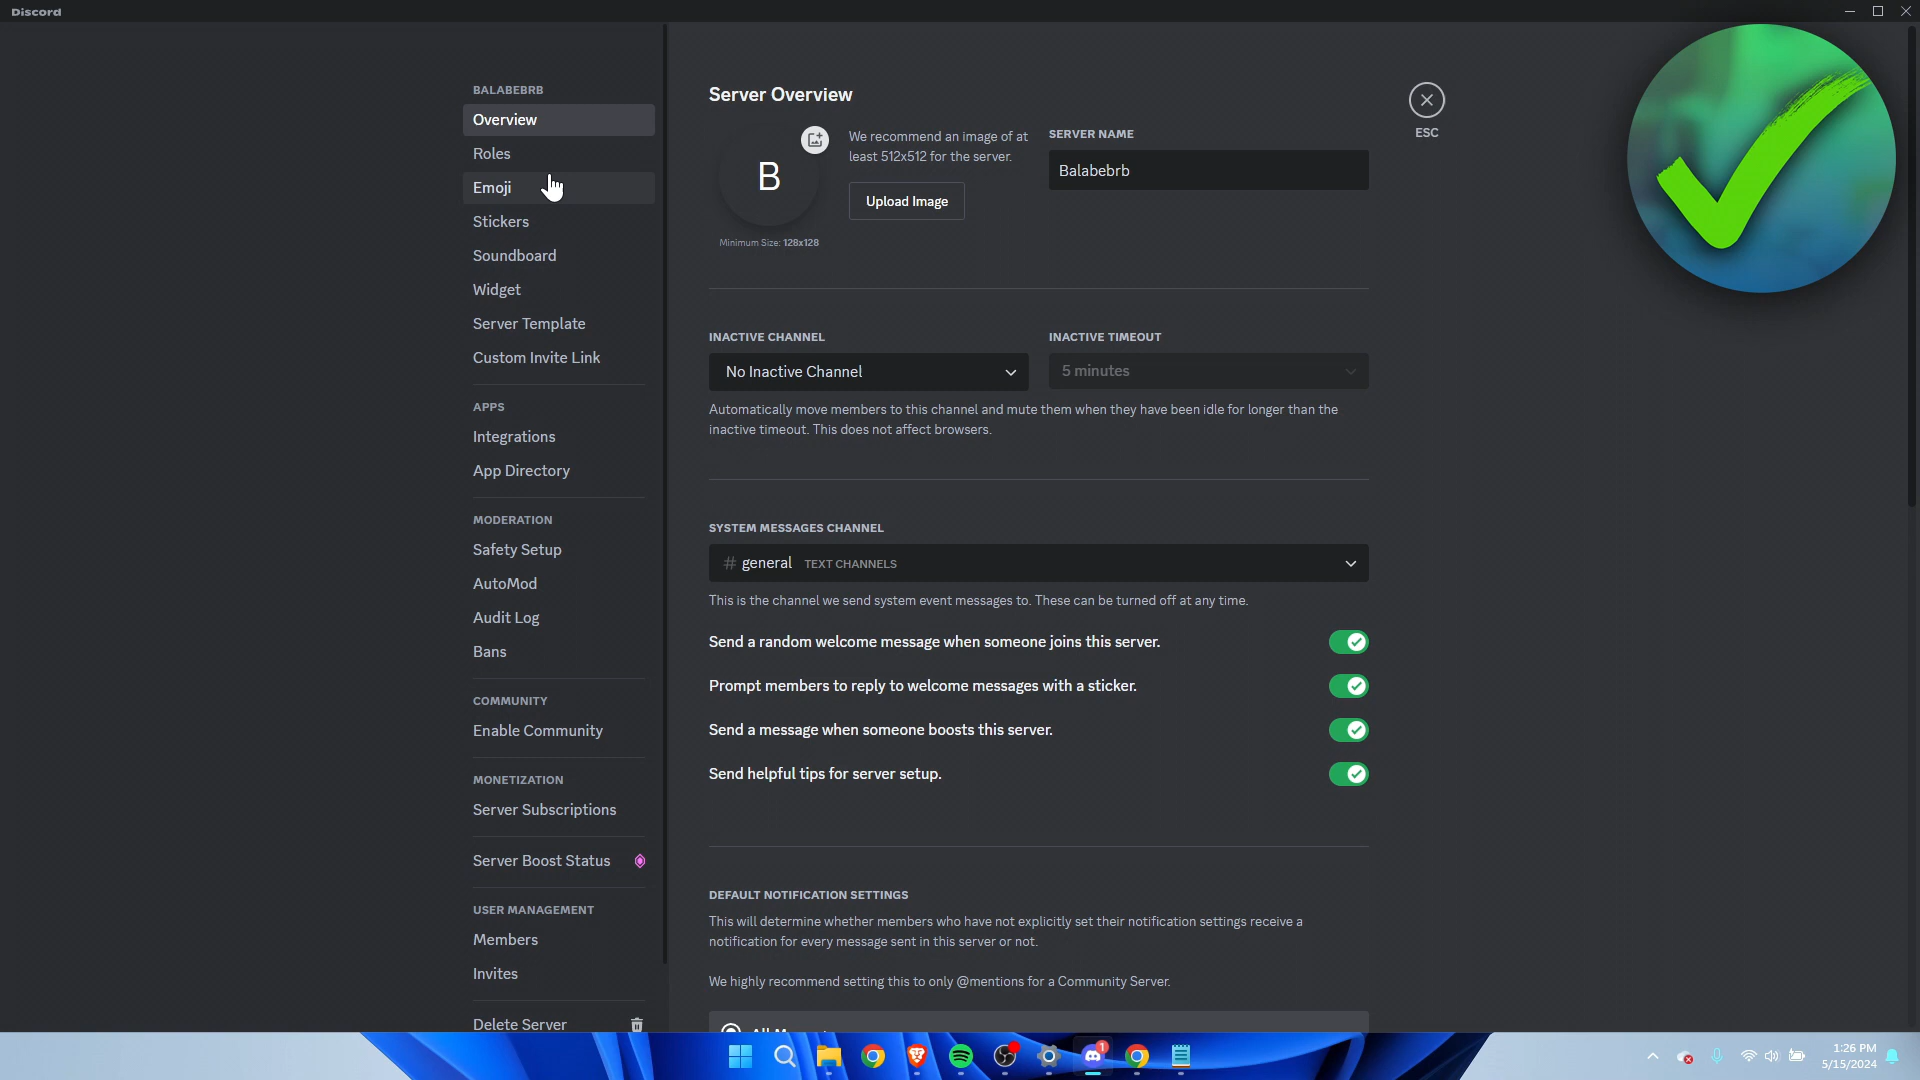 Discord
BALABEBRB
Overview
Roles
Emoji
Stickers
Soundboard
Widget
Server Template
Custom Invite Link
APPS
Integrations
App Directory
MODERATION
Safety Setup
AutoMod
Audit Log
Bans
COMMUNITY
Enable Community
MONETIZATION
Server Subscriptions
Server Boost Status
USER MANAGEMENT
Members
Invites
Delete Server
Server Overview
B
Minimum Size: 128x128
We recommend an image of at
least 512x512 for the server.
Upload Image
SERVER NAME
Balabebrb
ESC
INACTIVE CHANNEL
No Inactive Channel
INACTIVE TIMEOUT
5 minutes
Automatically move members to this channel and mute them when they have been idle for longer than the
inactive timeout. This does not affect browsers.
SYSTEM MESSAGES CHANNEL
# general TEXT CHANNELS
This is the channel we send system event messages to. These can be turned off at any time.
Send a random welcome message when someone joins this server.
Prompt members to reply to welcome messages with a sticker.
Send a message when someone boosts this server.
Send helpful tips for server setup.
DEFAULT NOTIFICATION SETTINGS
This will determine whether members who have not explicitly set their notification settings receive a
notification for every message sent in this server or not.
We highly recommend setting this to only @mentions for a Community Server.
All
1
1:26 PM
5/15/2024